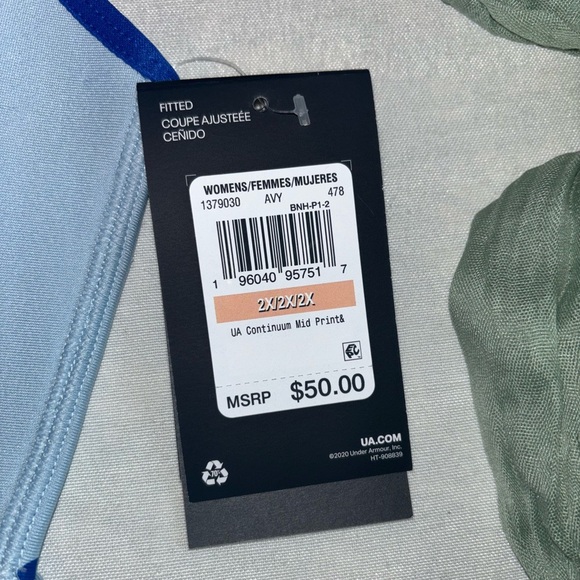 FITTED
COUPE AJUSTEÉE
CEÑIDO
WOMENS/FEMMES/MUJERES
1379030 AVY 478
BNH-P1-2
1 96040 95751 7
2X/2X/2X
UA Continuum Mid Print&
MSRP $50.00
UA.COM
©2020 Under Armour, Inc.
HT-908839